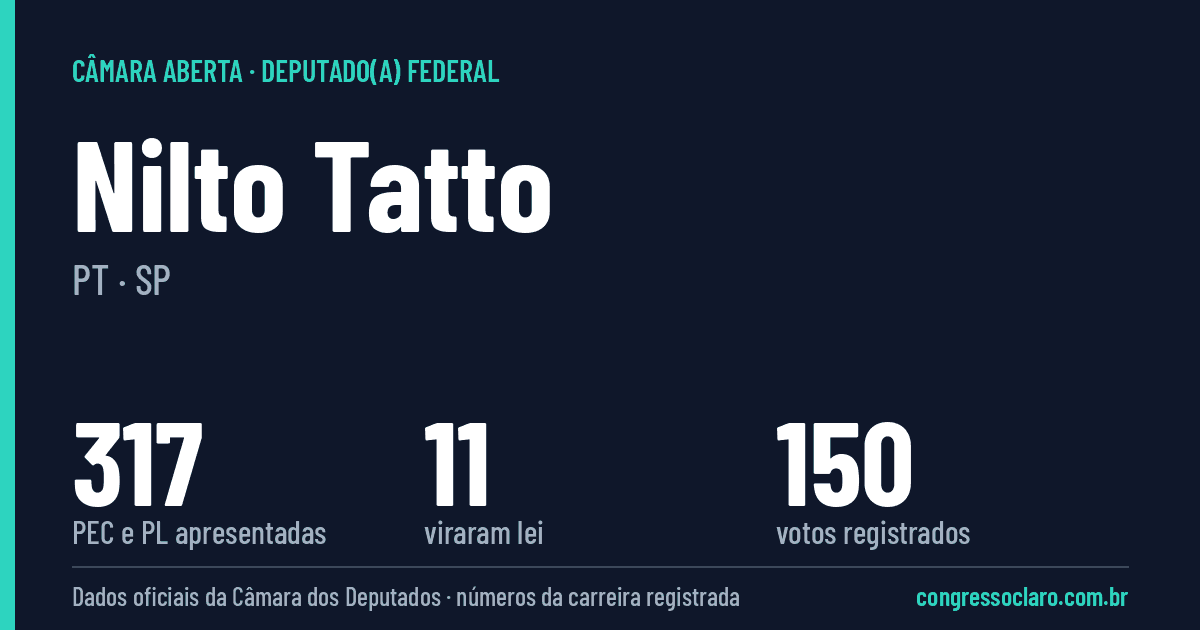 CÂMARA ABERTA · DEPUTADO(A) FEDERAL
Nilto Tatto
PT · SP
317 11 150
PEC e PL apresentadas viraram lei votos registrados
Dados oficiais da Câmara dos Deputados · números da carreira registrada congressoclaro.com.br